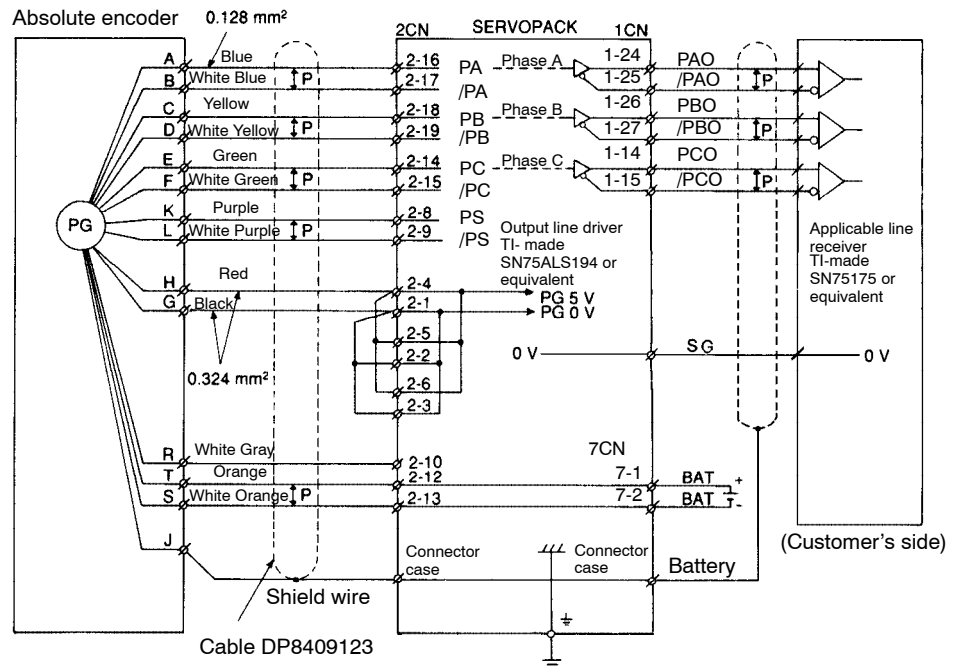 Absolute encoder
0.128 mm²
2CN SERVOPACK 1CN
A Blue 2-16 PA Phase A 1-24 PAO
B White Blue P 2-17 /PA 1-25 /PAO P
C Yellow 2-18 PB Phase B 1-26 PBO
D White Yellow P 2-19 /PB 1-27 /PBO P
E Green 2-14 PC Phase C 1-14 PCO
F White Green P 2-15 /PC 1-15 /PCO P
PG
K Purple 2-8 PS
L White Purple P 2-9 /PS
Output line driver
TI- made
SN75ALS194 or
equivalent
Applicable line
receiver
TI-made
SN75175 or
equivalent
H Red 2-4 PG 5 V
G Black 2-1 PG 0 V
2-5
2-2
2-6
2-3
0 V SG 0 V
0.324 mm²
7CN
R White Gray 2-10
T Orange 2-12 7-1 BAT +
S White Orange P 2-13 7-2 BAT -
J
Connector
case
Connector
case
Battery
(Customer's side)
Shield wire
Cable DP8409123